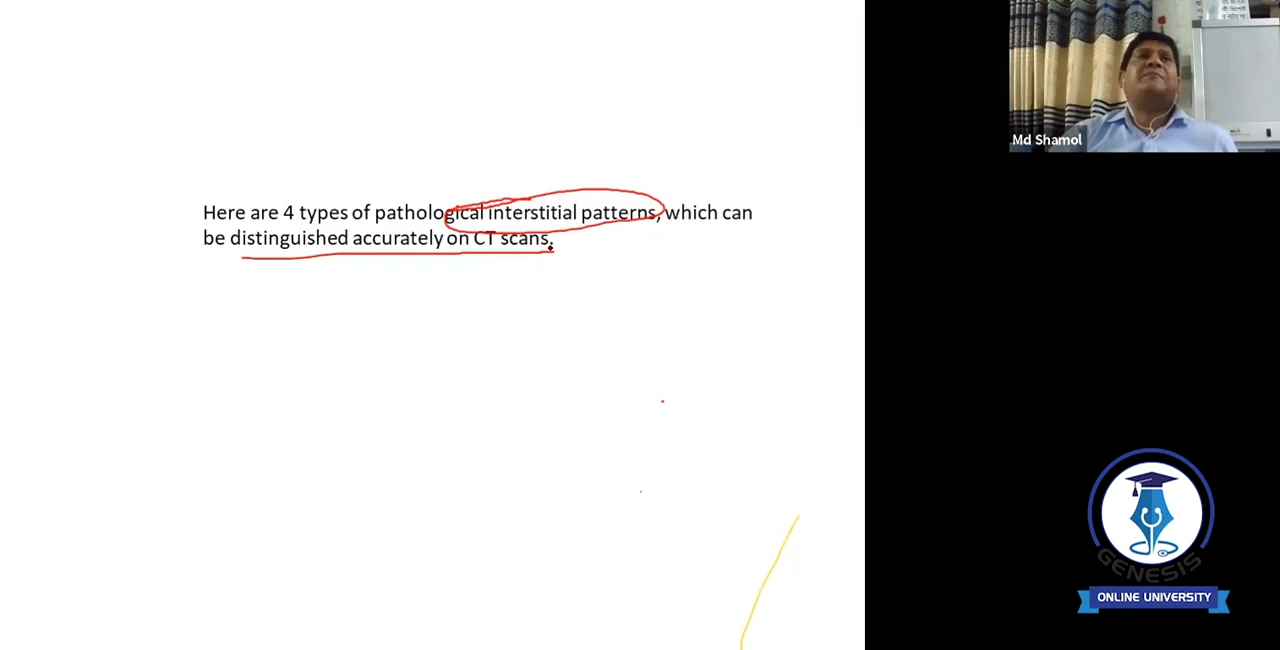 Here are 4 types of pathological interstitial patterns, which can
be distinguished accurately on CT scans.
Md Shamol
GENESIS
ONLINE UNIVERSITY